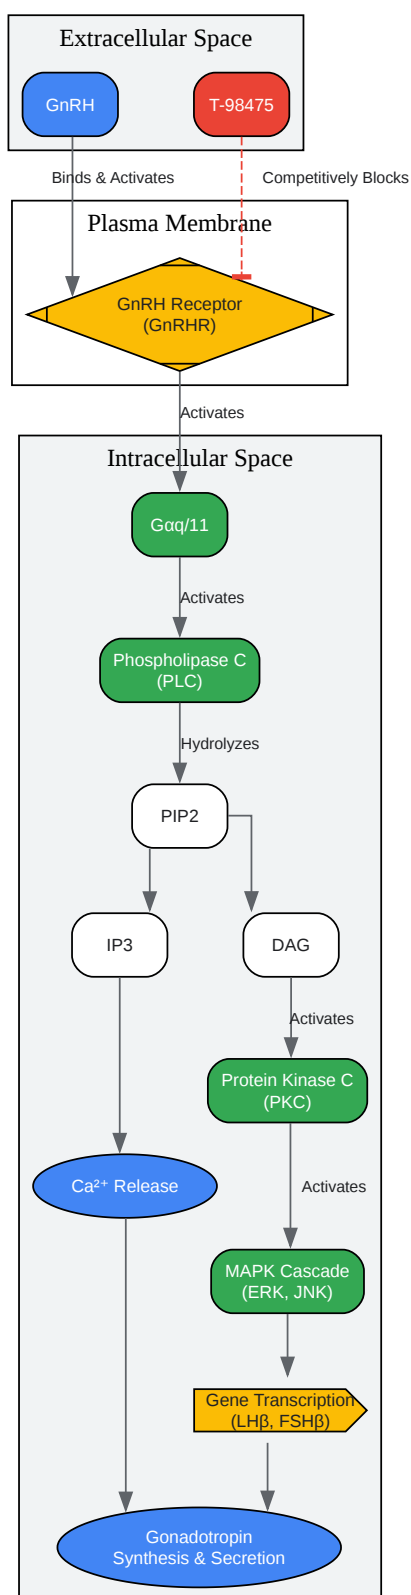 Extracellular Space
GnRH
T-98475
Binds & Activates
Competitively Blocks
Plasma Membrane
GnRH Receptor
(GnRHR)
Activates
Intracellular Space
Gαq/11
Activates
Phospholipase C
(PLC)
Hydrolyzes
PIP2
IP3
DAG
Activates
Protein Kinase C
(PKC)
Ca²⁺ Release
Activates
MAPK Cascade
(ERK, JNK)
Gene Transcription
(LHβ, FSHβ)
Gonadotropin
Synthesis & Secretion